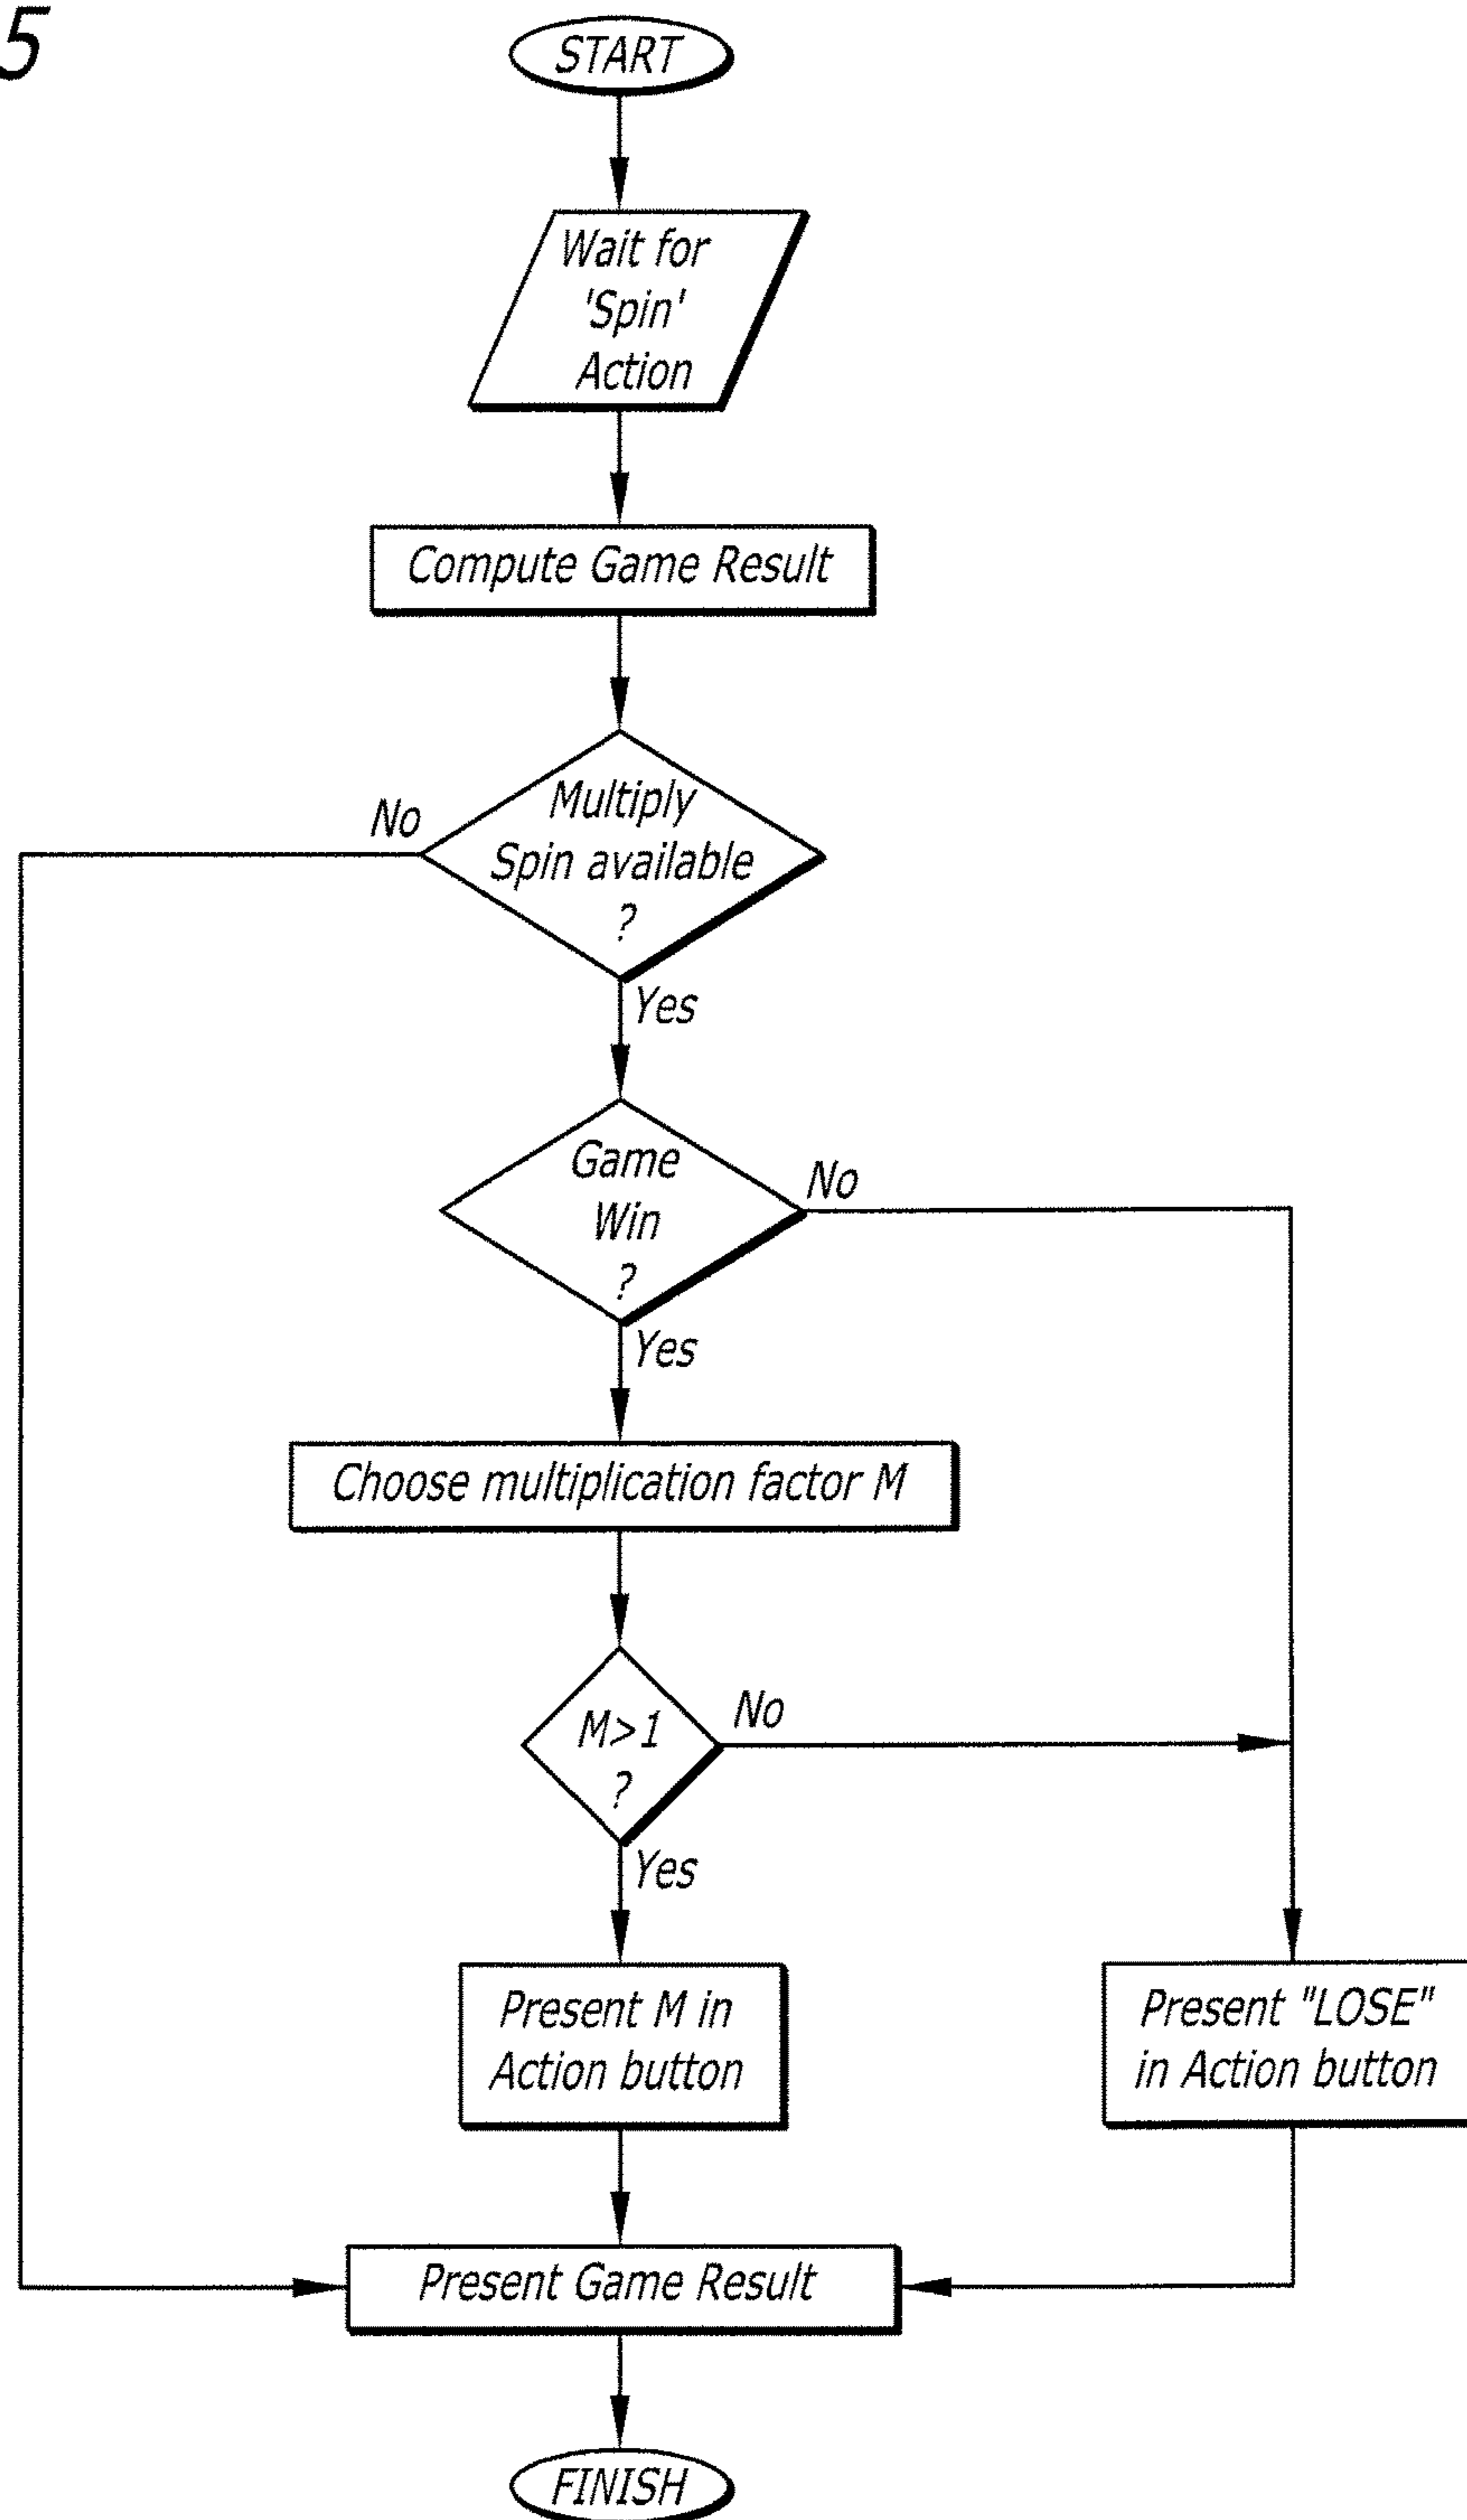 5
START
Wait for
'Spin'
Action
Compute Game Result
Multiply
Spin available
?
No
Yes
Game
Win
?
No
Yes
Choose multiplication factor M
M>1
?
No
Yes
Present M in
Action button
Present "LOSE"
in Action button
Present Game Result
FINISH